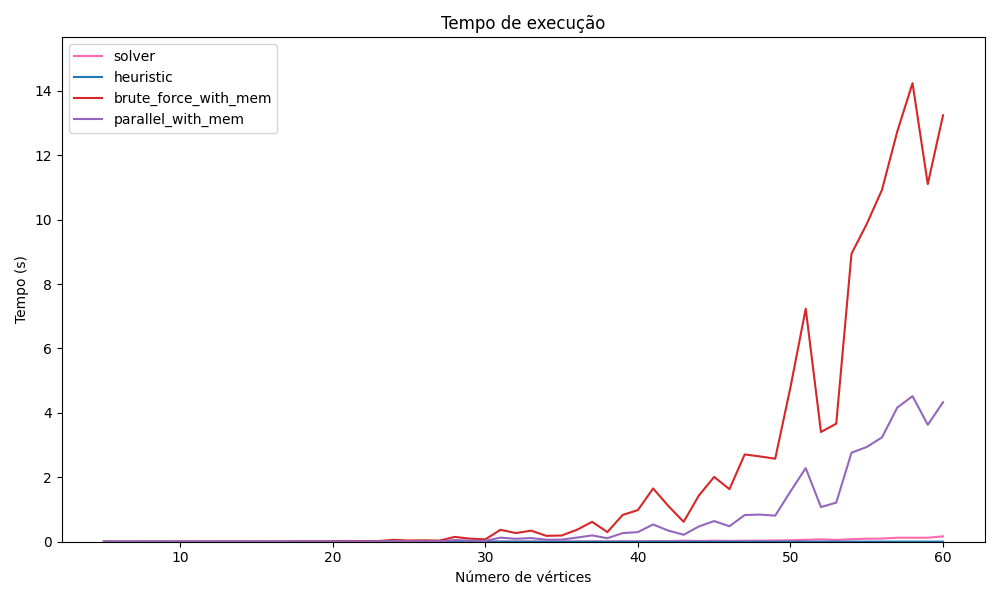 Tempo de execução
solver
heuristic
brute_force_with_mem
parallel_with_mem
Tempo (s)
14
12
10
8
6
4
2
0
10
20
30
40
50
60
Número de vértices